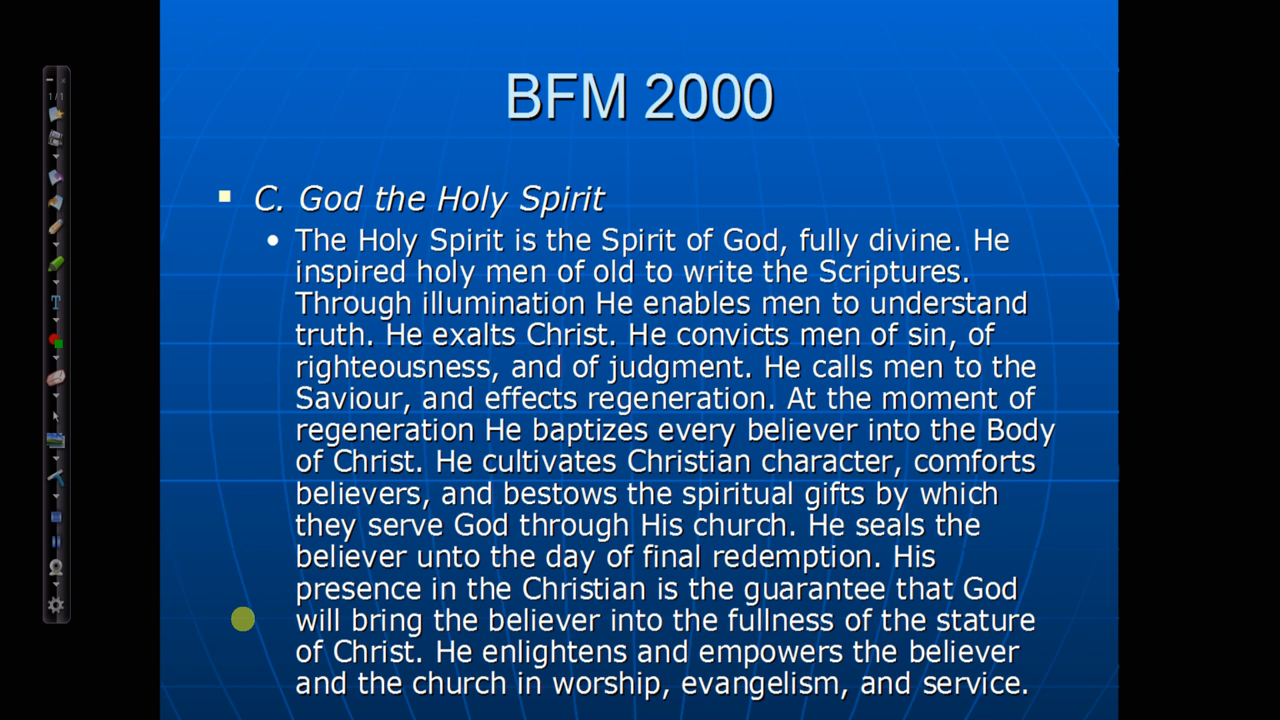 BFM 2000
C. God the Holy Spirit
The Holy Spirit is the Spirit of God, fully divine. He
inspired holy men of old to write the Scriptures.
Through illumination He enables men to understand
truth. He exalts Christ. He convicts men of sin, of
righteousness, and of judgment. He calls men to the
Saviour, and effects regeneration. At the moment of
regeneration He baptizes every believer into the Body
of Christ. He cultivates Christian character, comforts
believers, and bestows the spiritual gifts by which
they serve God through His church. He seals the
believer unto the day of final redemption. His
presence in the Christian is the guarantee that God
will bring the believer into the fullness of the stature
of Christ. He enlightens and empowers the believer
and the church in worship, evangelism, and service.
1/1
T